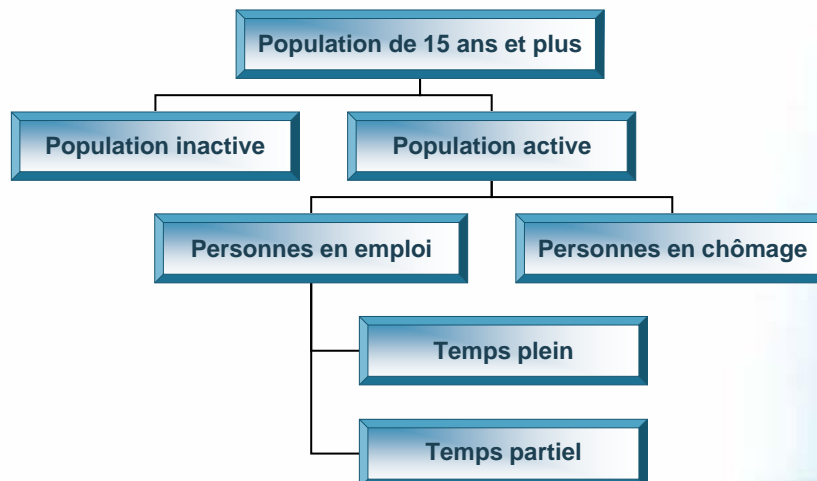 Population de 15 ans et plus
Population inactive
Population active
Personnes en emploi
Personnes en chômage
Temps plein
Temps partiel